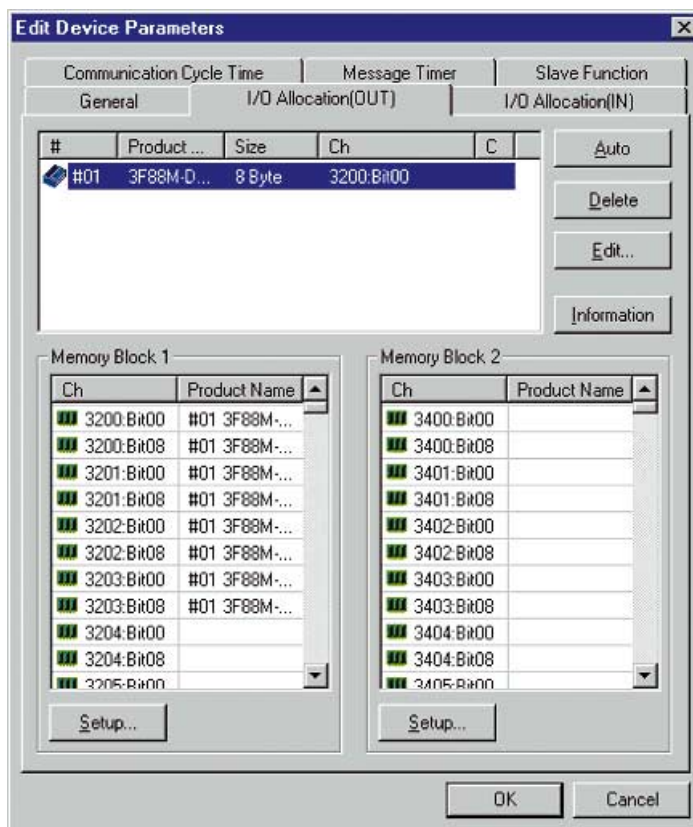 Edit Device Parameters
Communication Cycle Time Message Timer Slave Function
General I/O Allocation(OUT) I/O Allocation(IN)
# Product ... Size Ch C
#01 3F88M-D... 8 Byte 3200:Bit00
Auto
Delete
Edit...
Information
Memory Block 1
Ch Product Name
3200:Bit00 #01 3F88M-...
3200:Bit08 #01 3F88M-...
3201:Bit00 #01 3F88M-...
3201:Bit08 #01 3F88M-...
3202:Bit00 #01 3F88M-...
3202:Bit08 #01 3F88M-...
3203:Bit00 #01 3F88M-...
3203:Bit08 #01 3F88M-...
3204:Bit00
3204:Bit08
3205:Bit00
Setup...
Memory Block 2
Ch Product Name
3400:Bit00
3400:Bit08
3401:Bit00
3401:Bit08
3402:Bit00
3402:Bit08
3403:Bit00
3403:Bit08
3404:Bit00
3404:Bit08
3405:Bit00
Setup...
OK Cancel